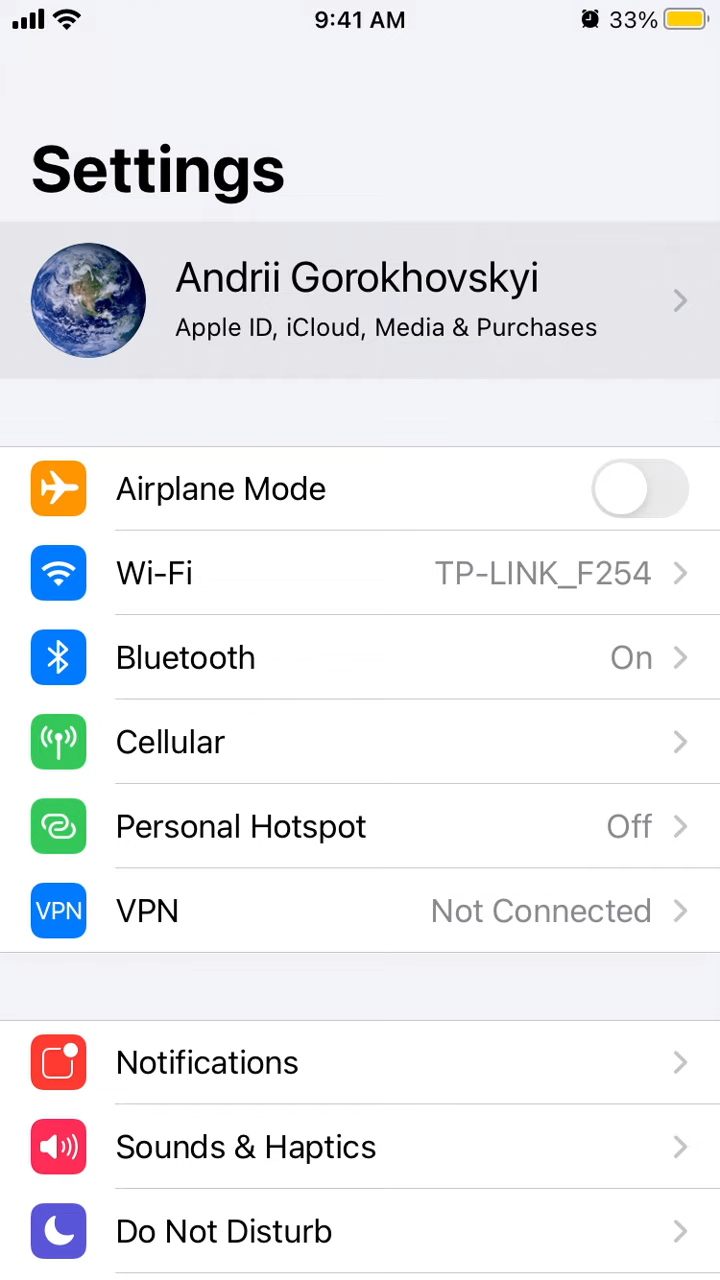 9:41 AM 33%
Settings
Andrii Gorokhovskyi
Apple ID, iCloud, Media & Purchases
Airplane Mode
Wi-Fi TP-LINK_F254
Bluetooth On
Cellular
Personal Hotspot Off
VPN VPN Not Connected
Notifications
Sounds & Haptics
Do Not Disturb